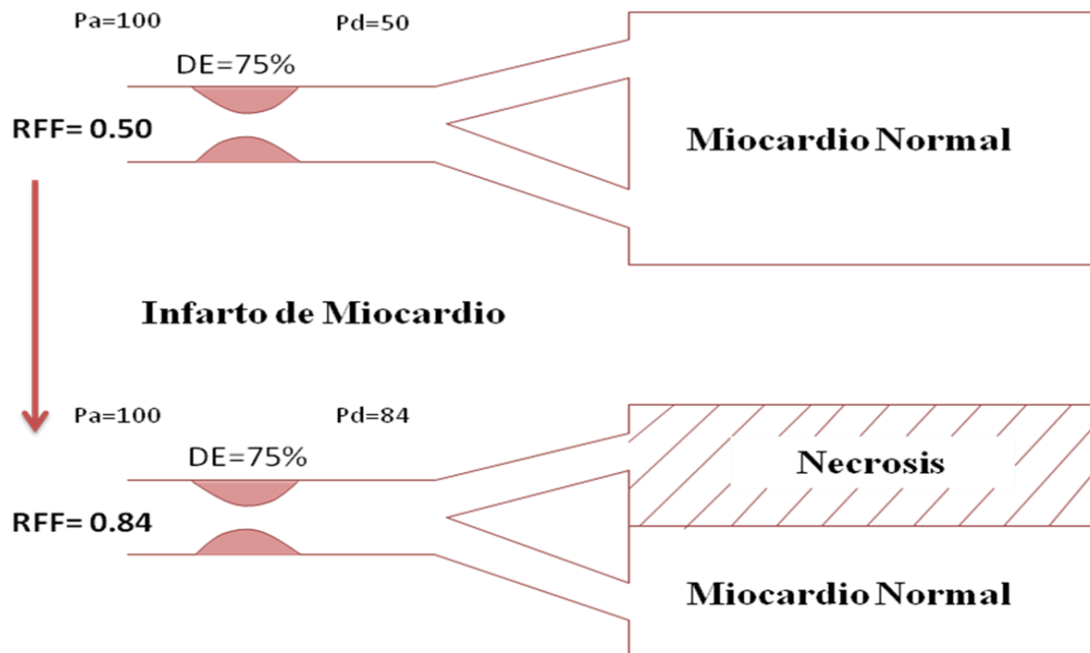 Pa=100
Pd=50
DE=75%
RFF= 0.50
Miocardio Normal
Infarto de Miocardio
Pa=100
Pd=84
DE=75%
Necrosis
RFF= 0.84
Miocardio Normal